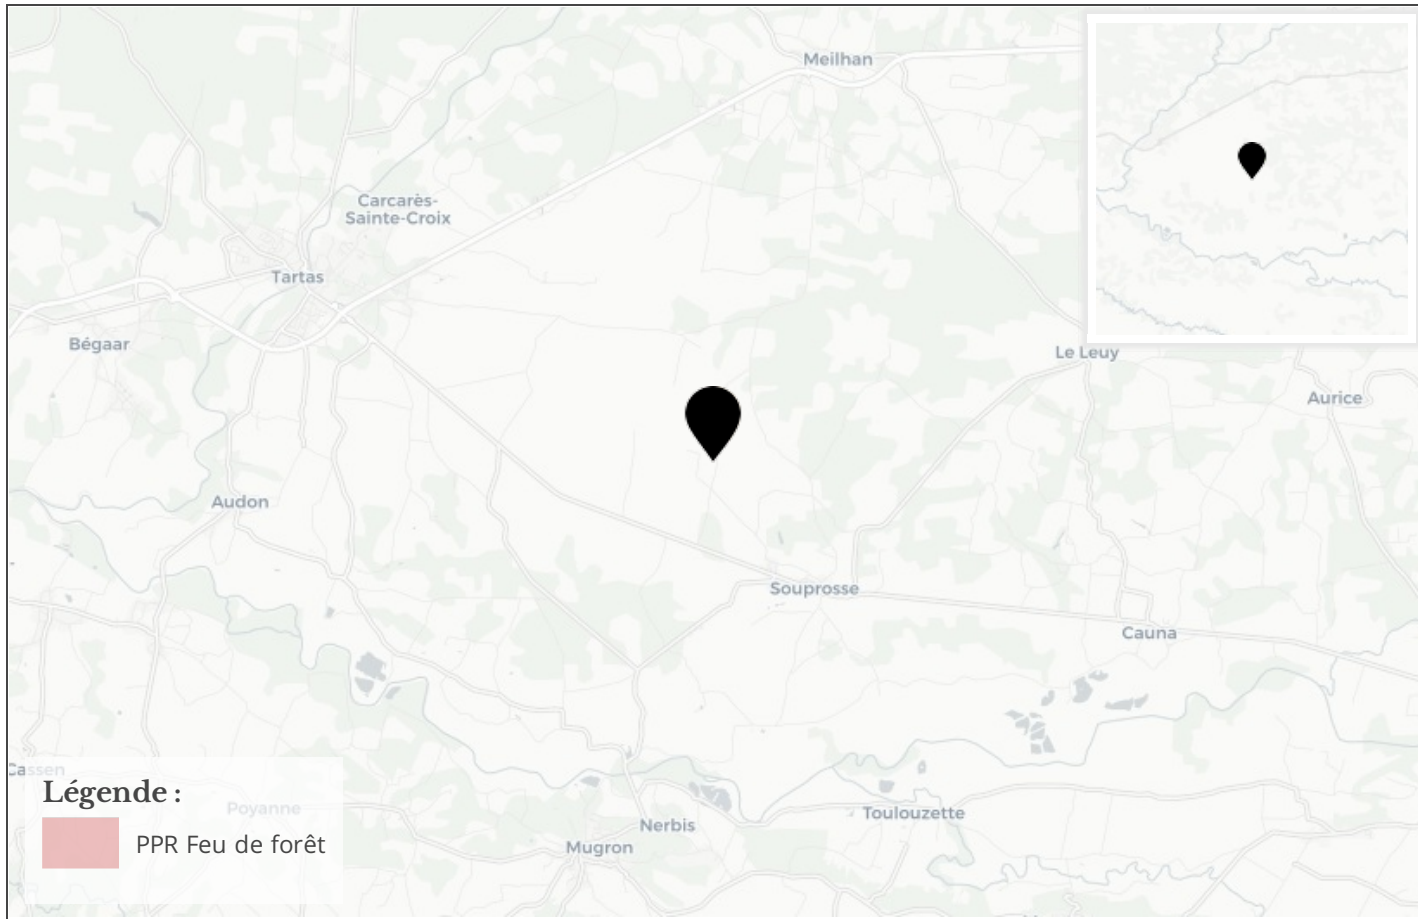 Meilhan
Carcarès-
Sainte-Croix
Tartas
Bégaar
Le Leuy
Aurice
Audon
Souprosse
Cauna
Cassen
Légende :
Poyanne
PPR Feu de forêt
Toulouzette
Nerbis
Mugron